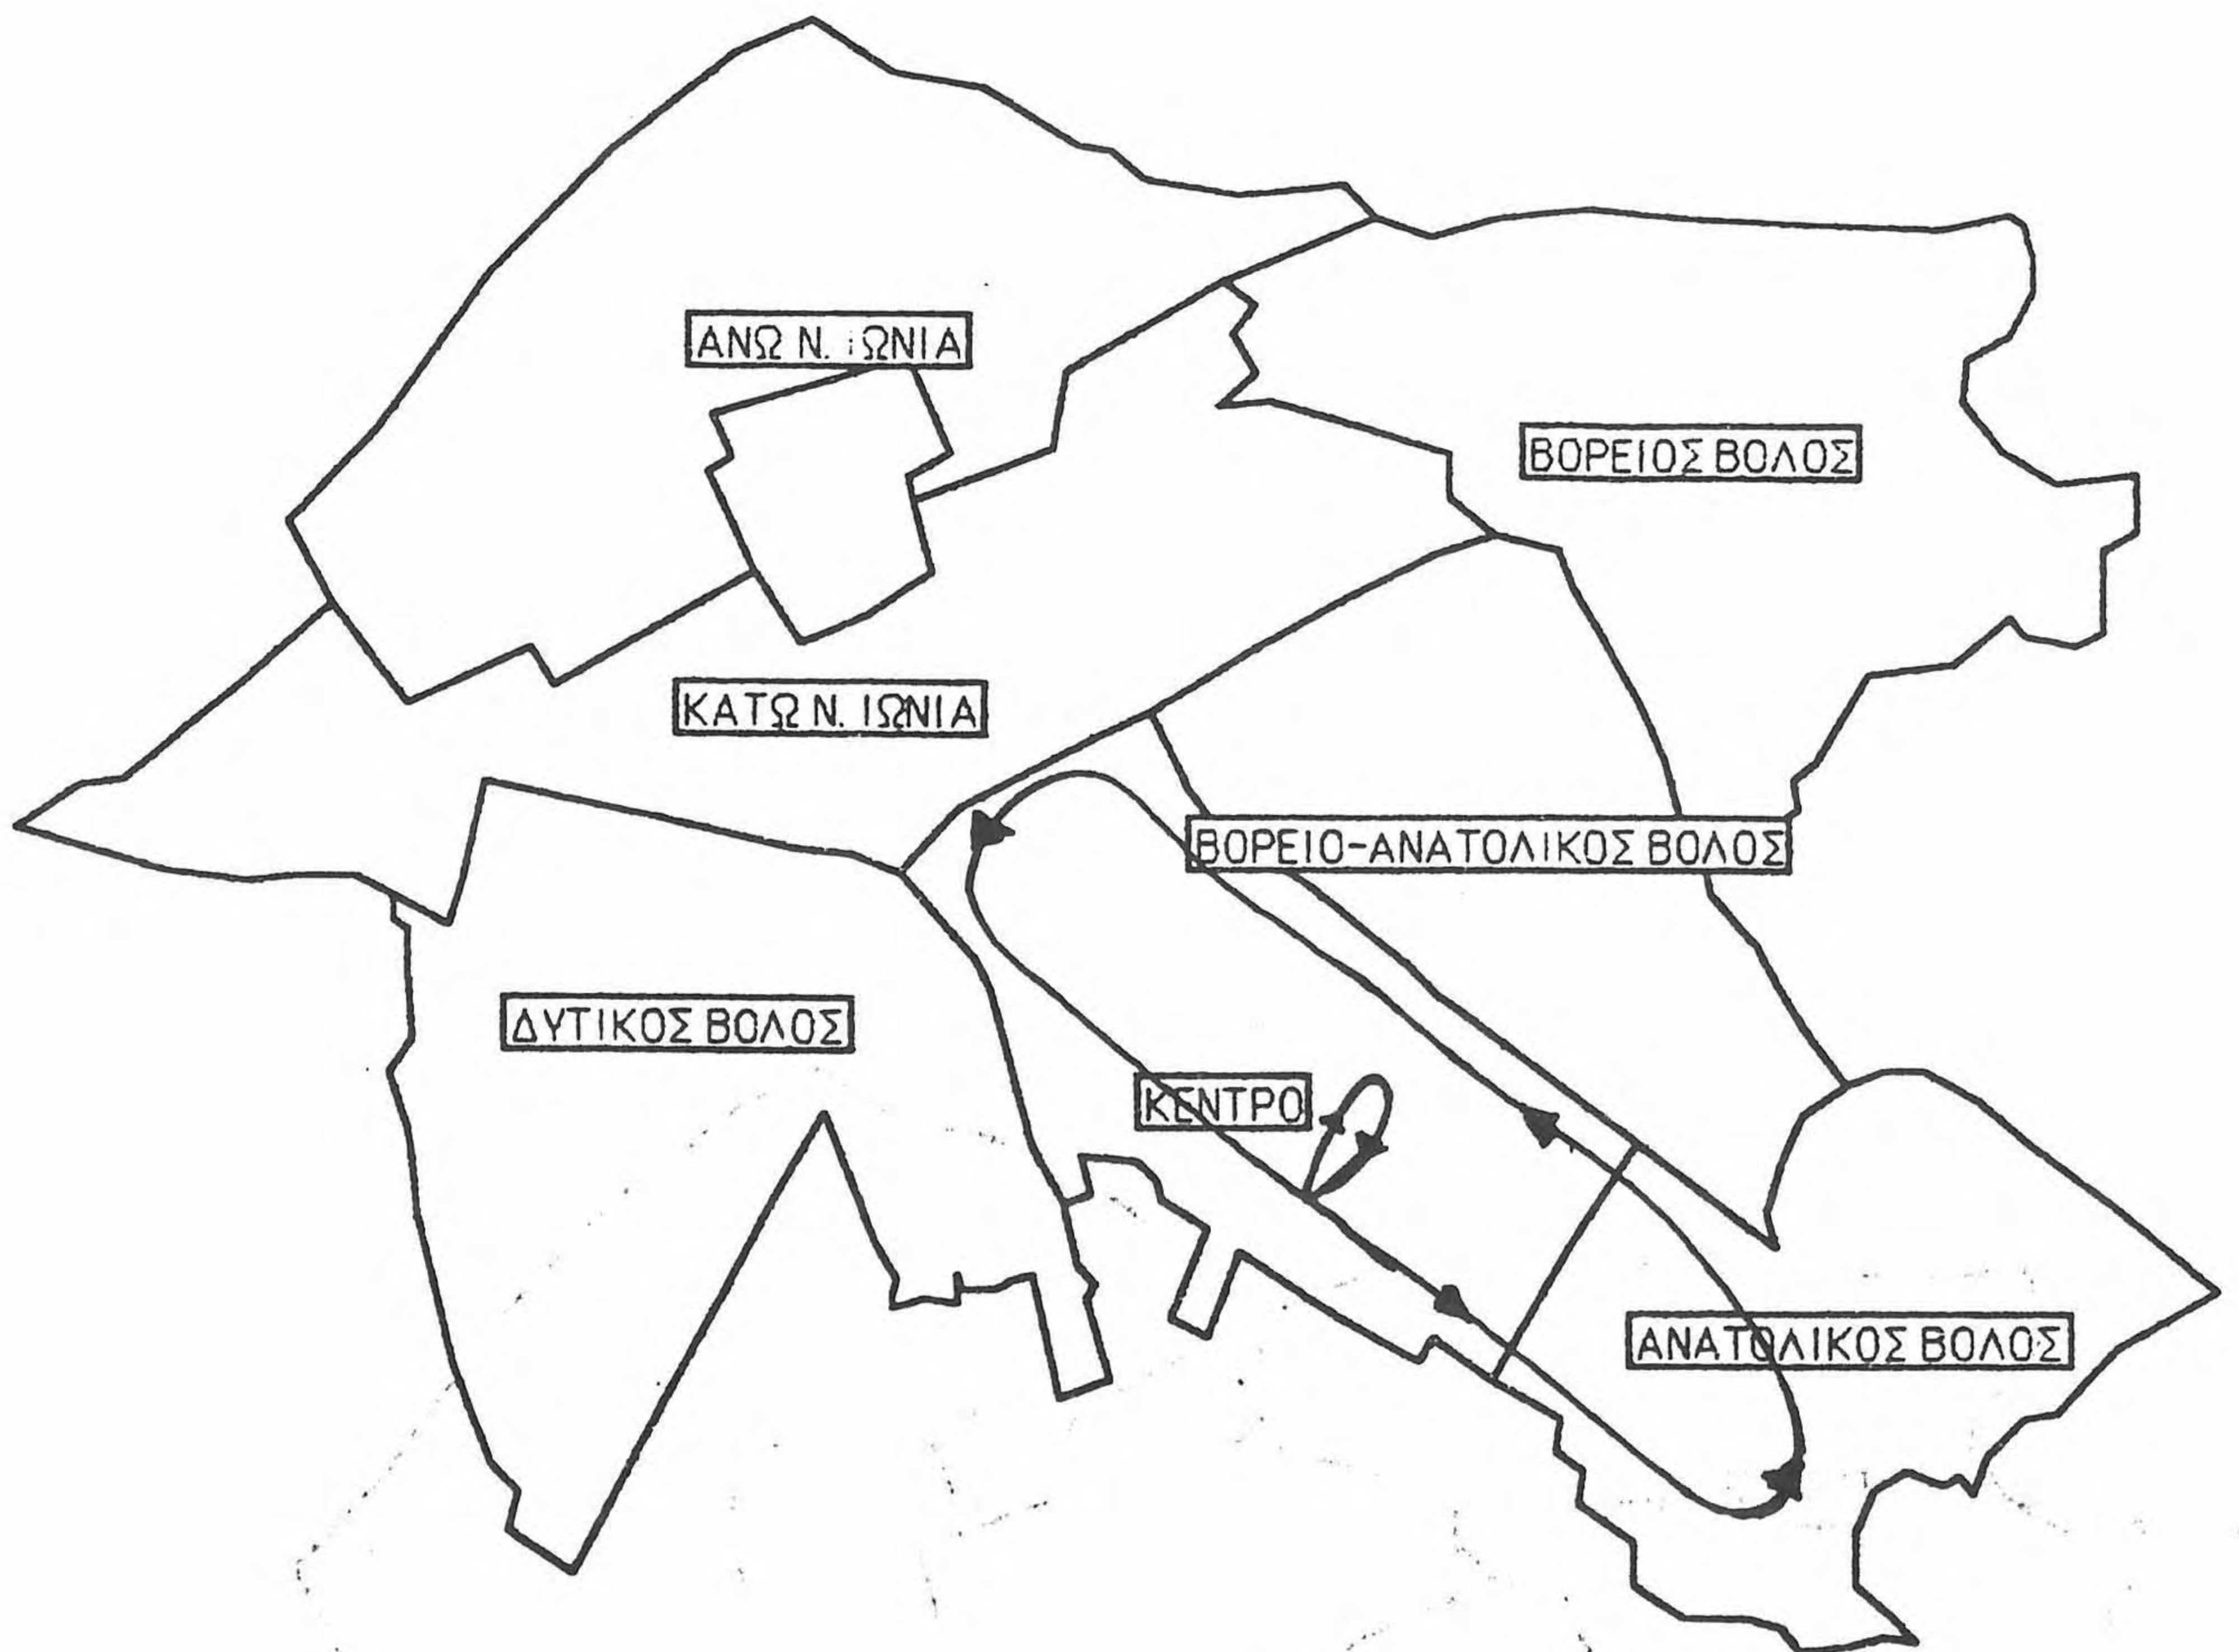 ΑΝΩ Ν. ΙΩΝΙΑ
ΒΟΡΕΙΟΣ ΒΟΛΟΣ
ΚΑΤΩ Ν. ΙΩΝΙΑ
ΒΟΡΕΙΟ-ΑΝΑΤΟΛΙΚΟΣ ΒΟΛΟΣ
ΔΥΤΙΚΟΣ ΒΟΛΟΣ
ΚΕΝΤΡΟ
ΑΝΑΤΟΛΙΚΟΣ ΒΟΛΟΣ